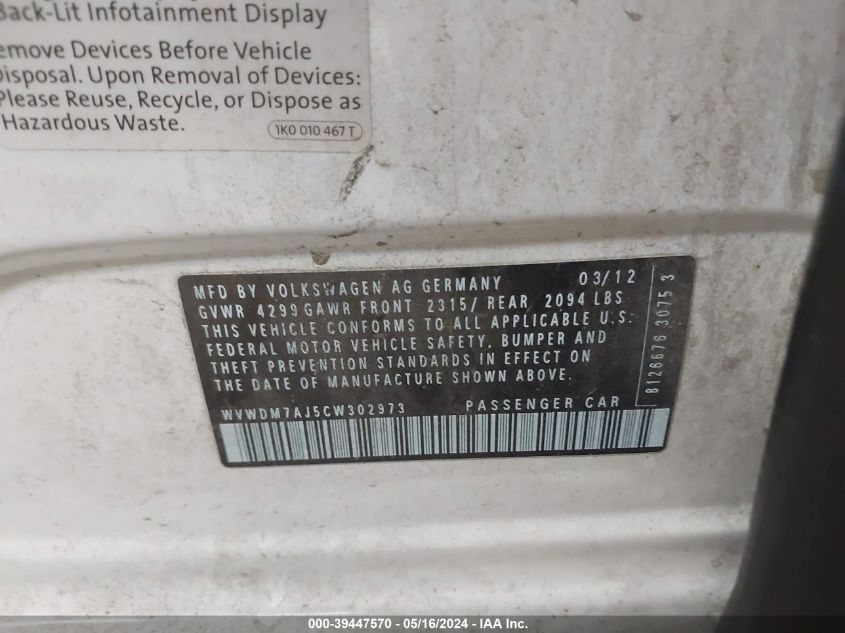 Back-Lit Infotainment Display
Remove Devices Before Vehicle
Disposal. Upon Removal of Devices:
Please Reuse, Recycle, or Dispose as
Hazardous Waste.
1K0 010 467 T
MFD BY VOLKSWAGEN AG GERMANY 03/12
GVWR 4299 GAWR FRONT 2315/ REAR 2094 LBS
THIS VEHICLE CONFORMS TO ALL APPLICABLE U.S.
FEDERAL MOTOR VEHICLE SAFETY, BUMPER AND
THEFT PREVENTION STANDARDS IN EFFECT ON
THE DATE OF MANUFACTURE SHOWN ABOVE.
WVWDM7AJ5CW302973 PASSENGER CAR
8126676 3075 3
000-39447570 - 05/16/2024 - IAA Inc.